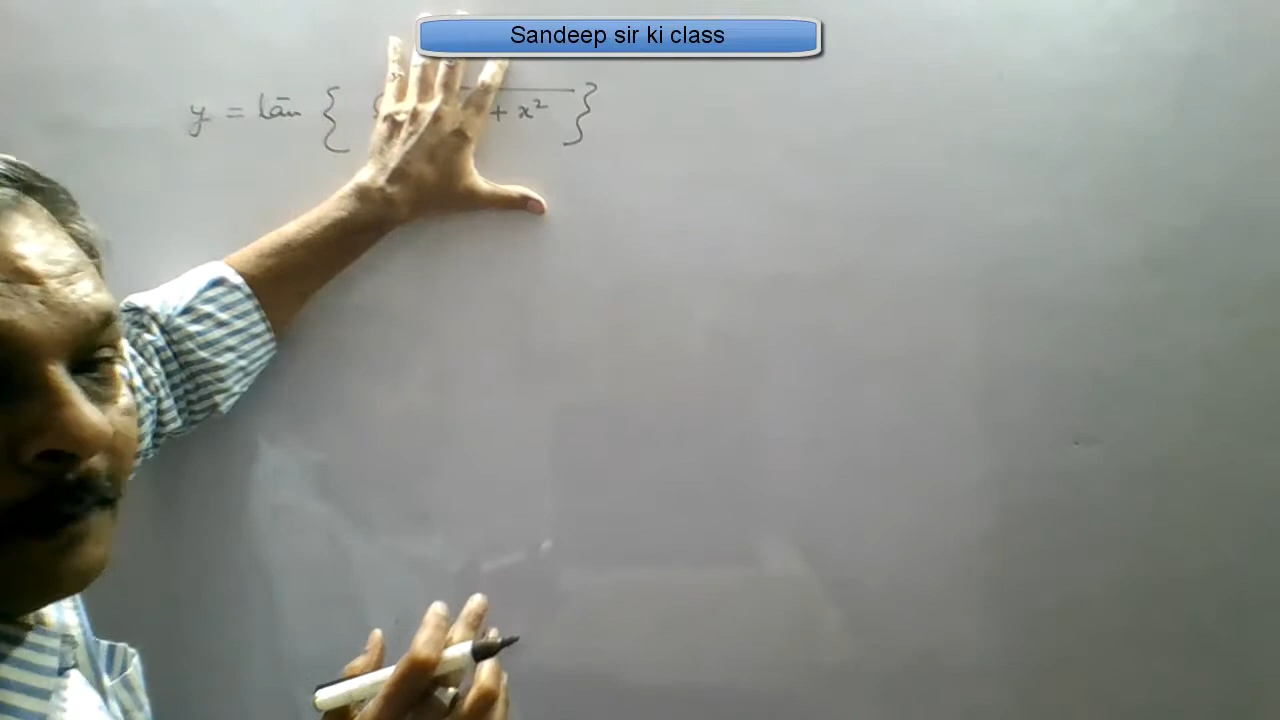 Sandeep sir ki class
y = tan { + x² }